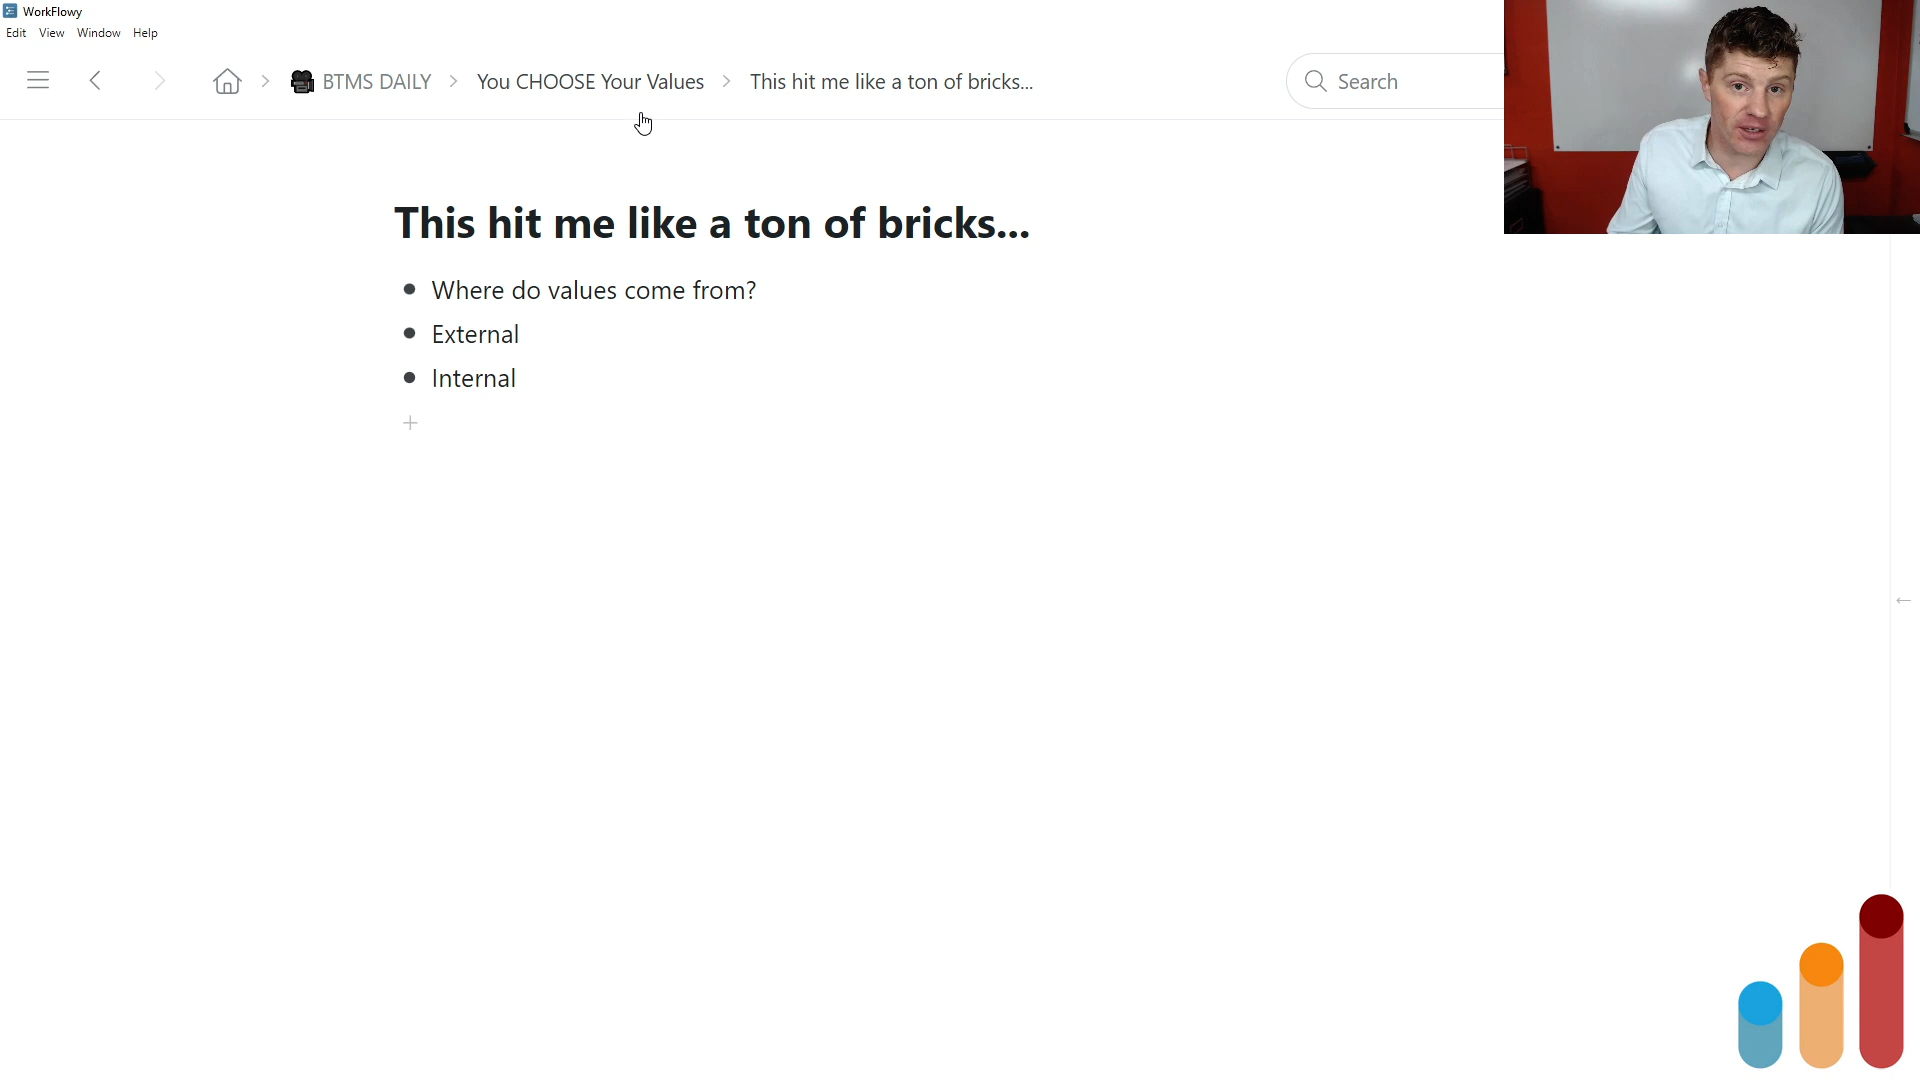 WorkFlowy
Edit View Window Help
BTMS DAILY > You CHOOSE Your Values > This hit me like a ton of bricks...
Search
This hit me like a ton of bricks...
Where do values come from?
External
Internal